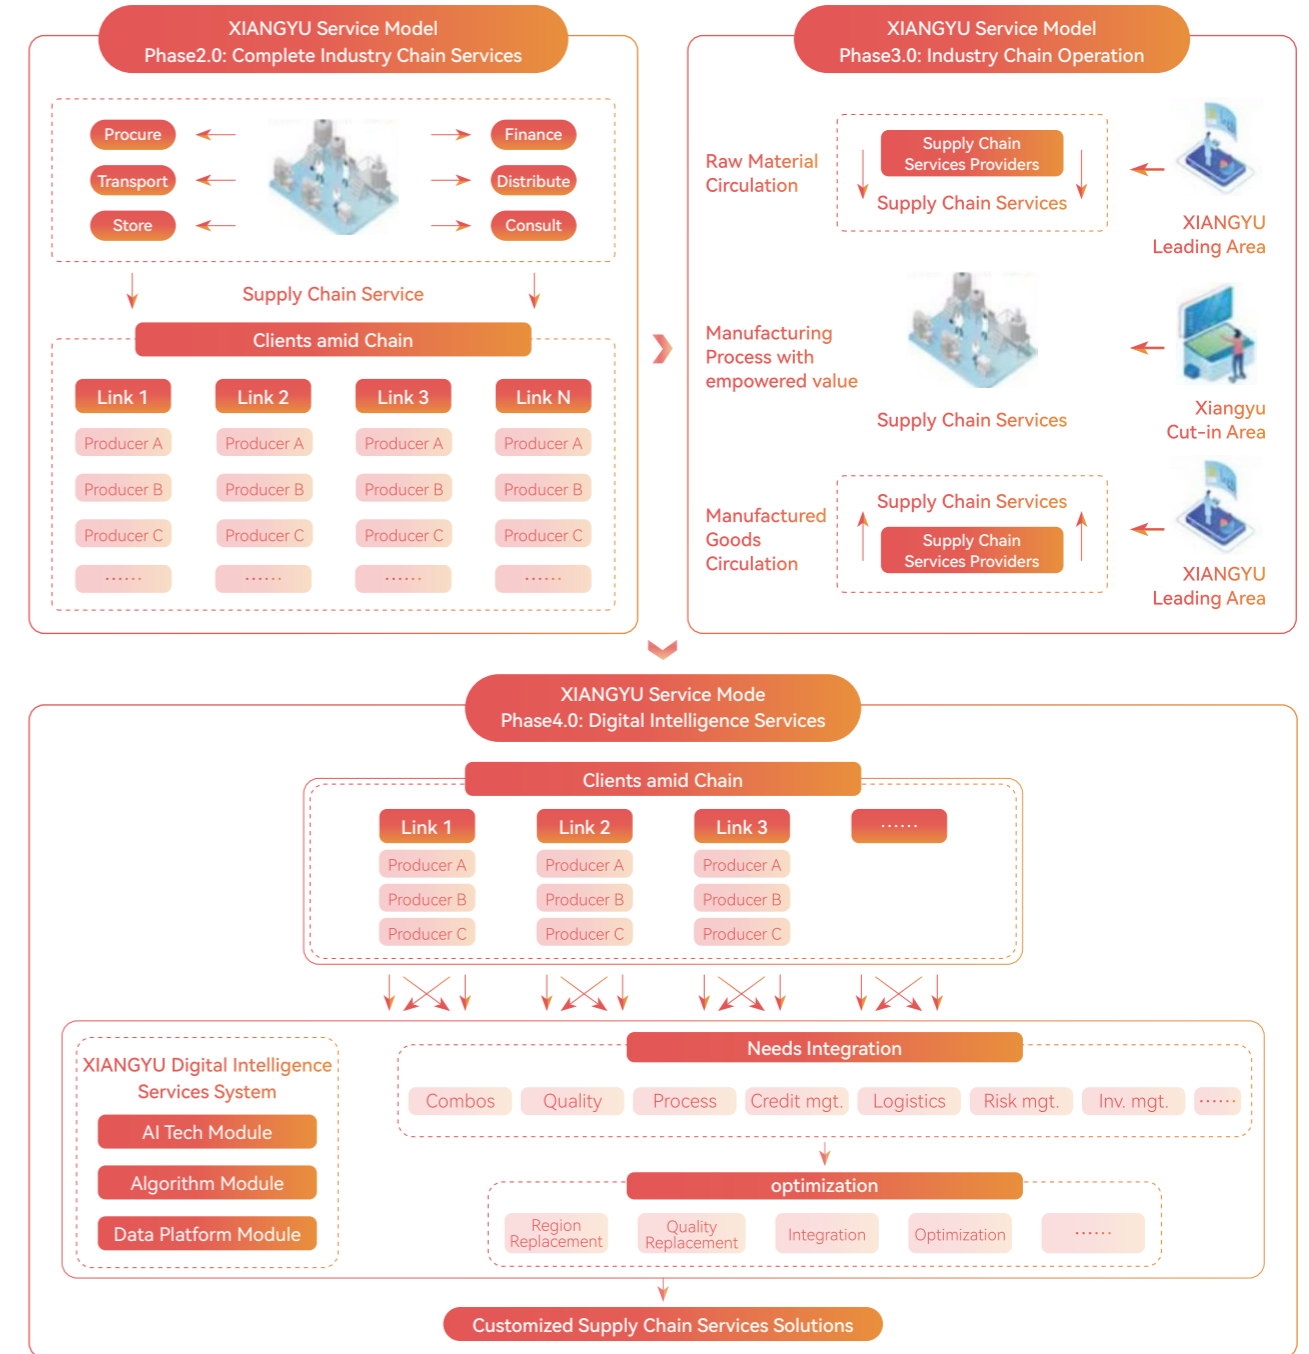 XIANGYU Service Model
Phase2.0: Complete Industry Chain Services
Procure
Finance
Transport
Distribute
Store
Consult
Supply Chain Service
Clients amid Chain
Link 1
Link 2
Link 3
Link N
Producer A
Producer A
Producer A
Producer A
Producer B
Producer B
Producer B
Producer B
Producer C
Producer C
Producer C
Producer C
······
······
······
······
XIANGYU Service Model
Phase3.0: Industry Chain Operation
Raw Material
Circulation
Supply Chain
Services Providers
Supply Chain Services
XIANGYU
Leading Area
Manufacturing
Process with
empowered value
Supply Chain Services
Xiangyu
Cut-in Area
Manufactured
Goods
Circulation
Supply Chain Services
Supply Chain
Services Providers
XIANGYU
Leading Area
XIANGYU Service Mode
Phase4.0: Digital Intelligence Services
Clients amid Chain
Link 1
Link 2
Link 3
······
Producer A
Producer A
Producer A
Producer B
Producer B
Producer B
Producer C
Producer C
Producer C
XIANGYU Digital Intelligence
Services System
AI Tech Module
Algorithm Module
Data Platform Module
Needs Integration
Combos
Quality
Process
Credit mgt.
Logistics
Risk mgt.
Inv. mgt.
······
optimization
Region
Replacement
Quality
Replacement
Integration
Optimization
······
Customized Supply Chain Services Solutions